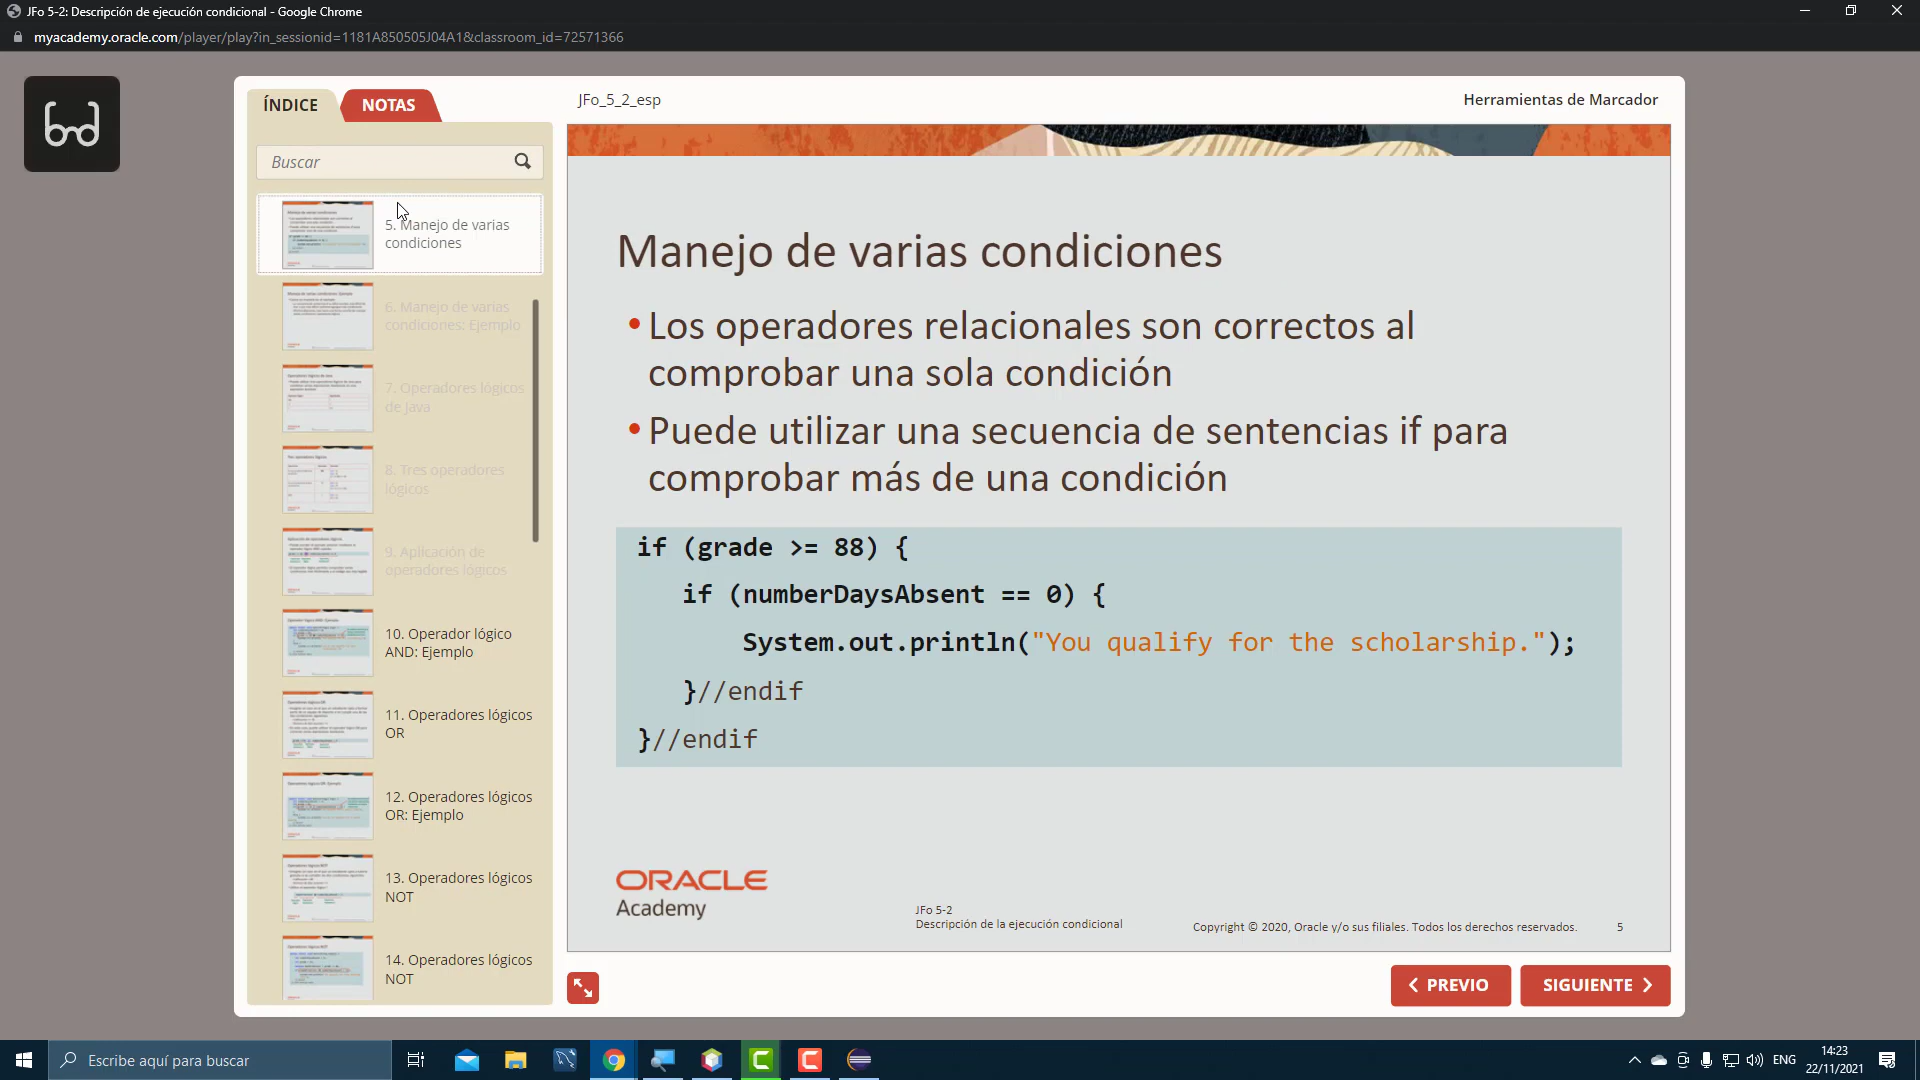 JFo 5-2: Descripción de ejecución condicional - Google Chrome
myacademy.oracle.com/player/play?in_sessionid=1181A850505J04A1&classroom_id=72571366
ÍNDICE
NOTAS
JFo_5_2_esp
Herramientas de Marcador
Buscar
5. Manejo de varias
condiciones
6. Manejo de varias
condiciones: Ejemplo
7. Operadores lógicos
de Java
8. Tres operadores
lógicos
9. Aplicación de
operadores lógicos
10. Operador lógico
AND: Ejemplo
11. Operadores lógicos
OR
12. Operadores lógicos
OR: Ejemplo
13. Operadores lógicos
NOT
14. Operadores lógicos
NOT
Manejo de varias condiciones
•Los operadores relacionales son correctos al
comprobar una sola condición
•Puede utilizar una secuencia de sentencias if para
comprobar más de una condición
if (grade >= 88) {
if (numberDaysAbsent == 0) {
System.out.println("You qualify for the scholarship.");
}//endif
}//endif
ORACLE
Academy
JFo 5-2
Descripción de la ejecución condicional
Copyright © 2020, Oracle y/o sus filiales. Todos los derechos reservados.
5
PREVIO
SIGUIENTE
Escribe aquí para buscar
ENG
14:23
22/11/2021